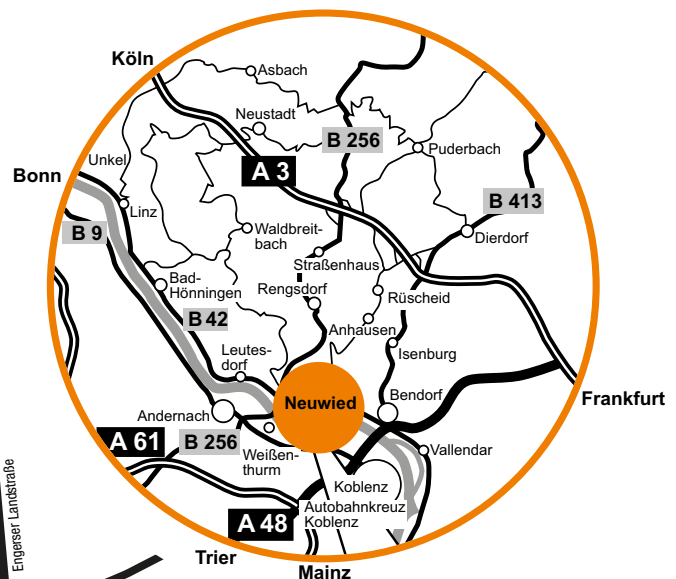 Köln
Asbach
Neustadt
B 256
Puderbach
Unkel
A 3
Bonn
B 413
Linz
B 9
Waldbreit-
bach
Dierdorf
Straßenhaus
Bad-
Hönningen
Rengsdorf
Rüscheid
B 42
Anhausen
Leutes-
dorf
Isenburg
Neuwied
Bendorf
Frankfurt
Andernach
A 61
B 256
Weißen-
thurm
Vallendar
Koblenz
Autobahnkreuz
Koblenz
A 48
Engerser Landstraße
Trier
Mainz